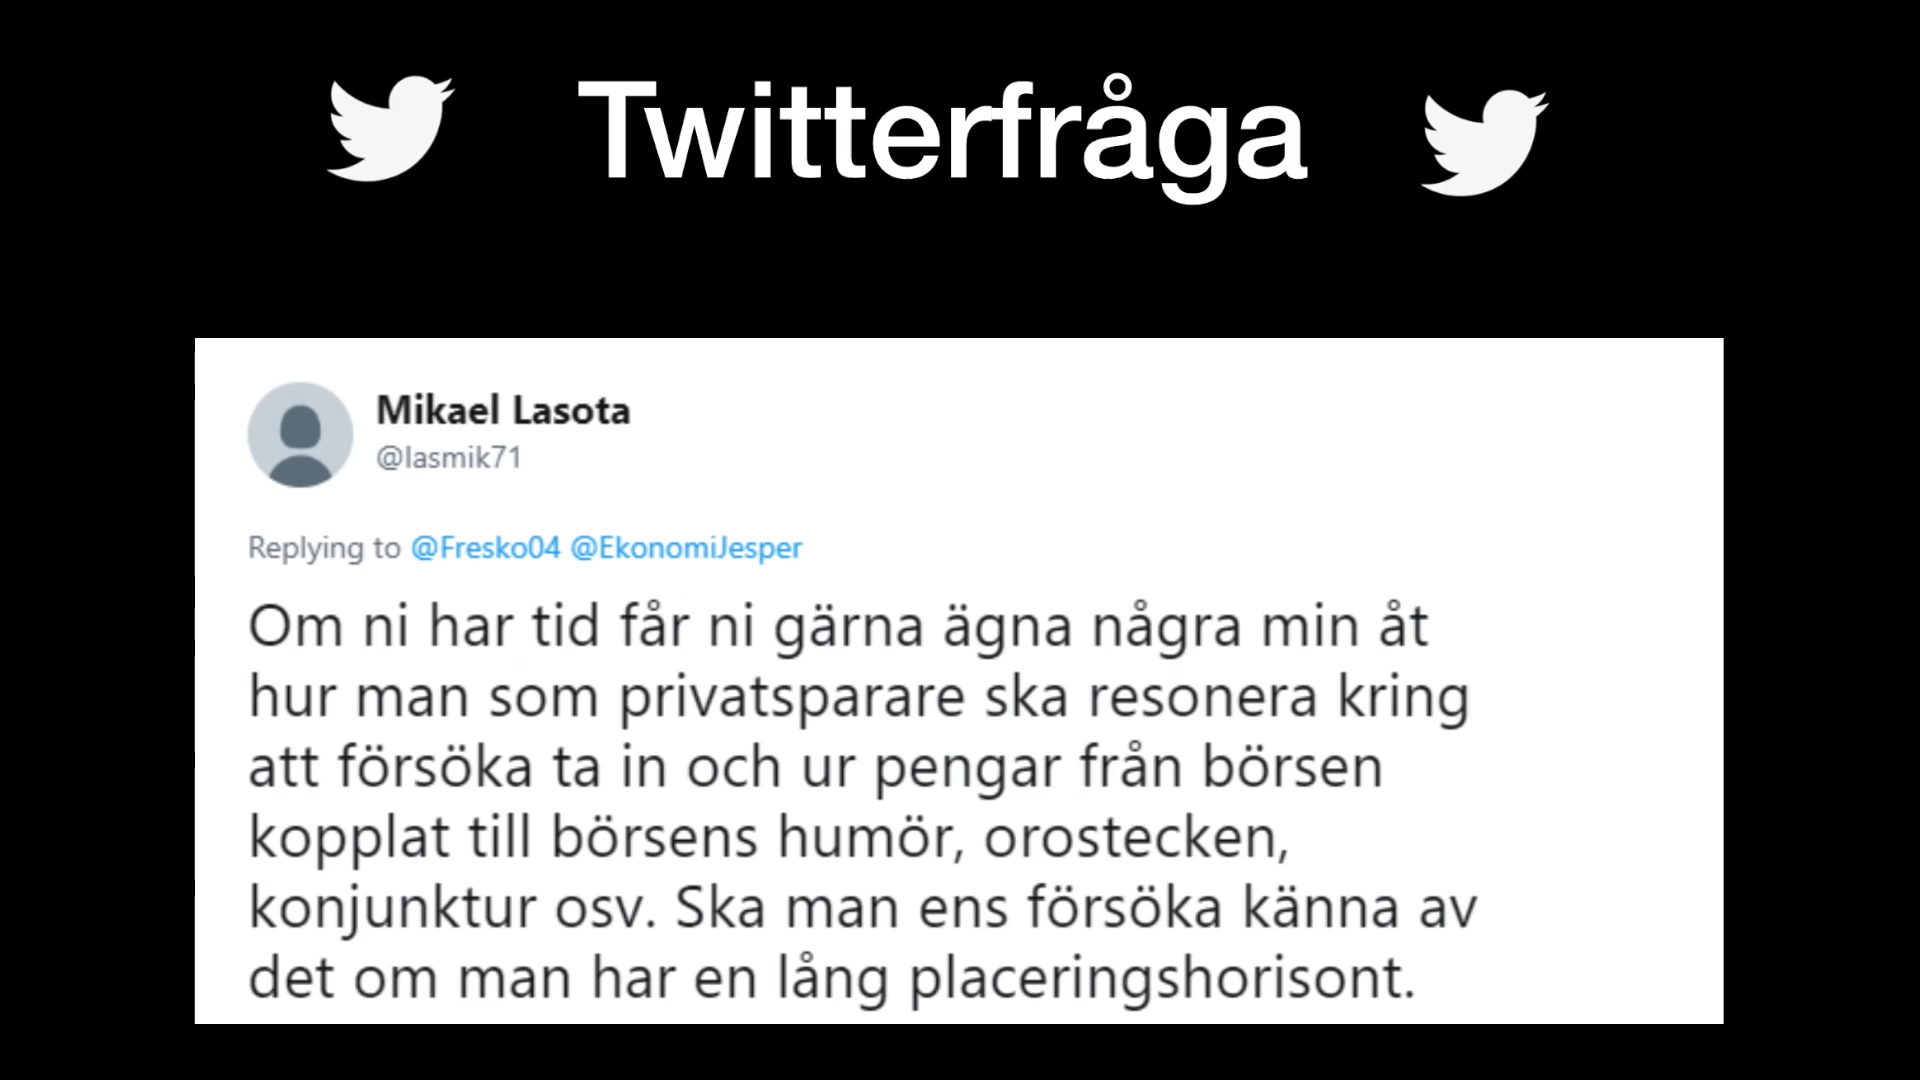 Twitterfråga
Mikael Lasota
@lasmik71
Replying to @Fresko04 @EkonomiJesper
Om ni har tid får ni gärna ägna några min åt
hur man som privatsparare ska resonera kring
att försöka ta in och ur pengar från börsen
kopplat till börsens humör, orostecken,
konjunktur osv. Ska man ens försöka känna av
det om man har en lång placeringshorisont.